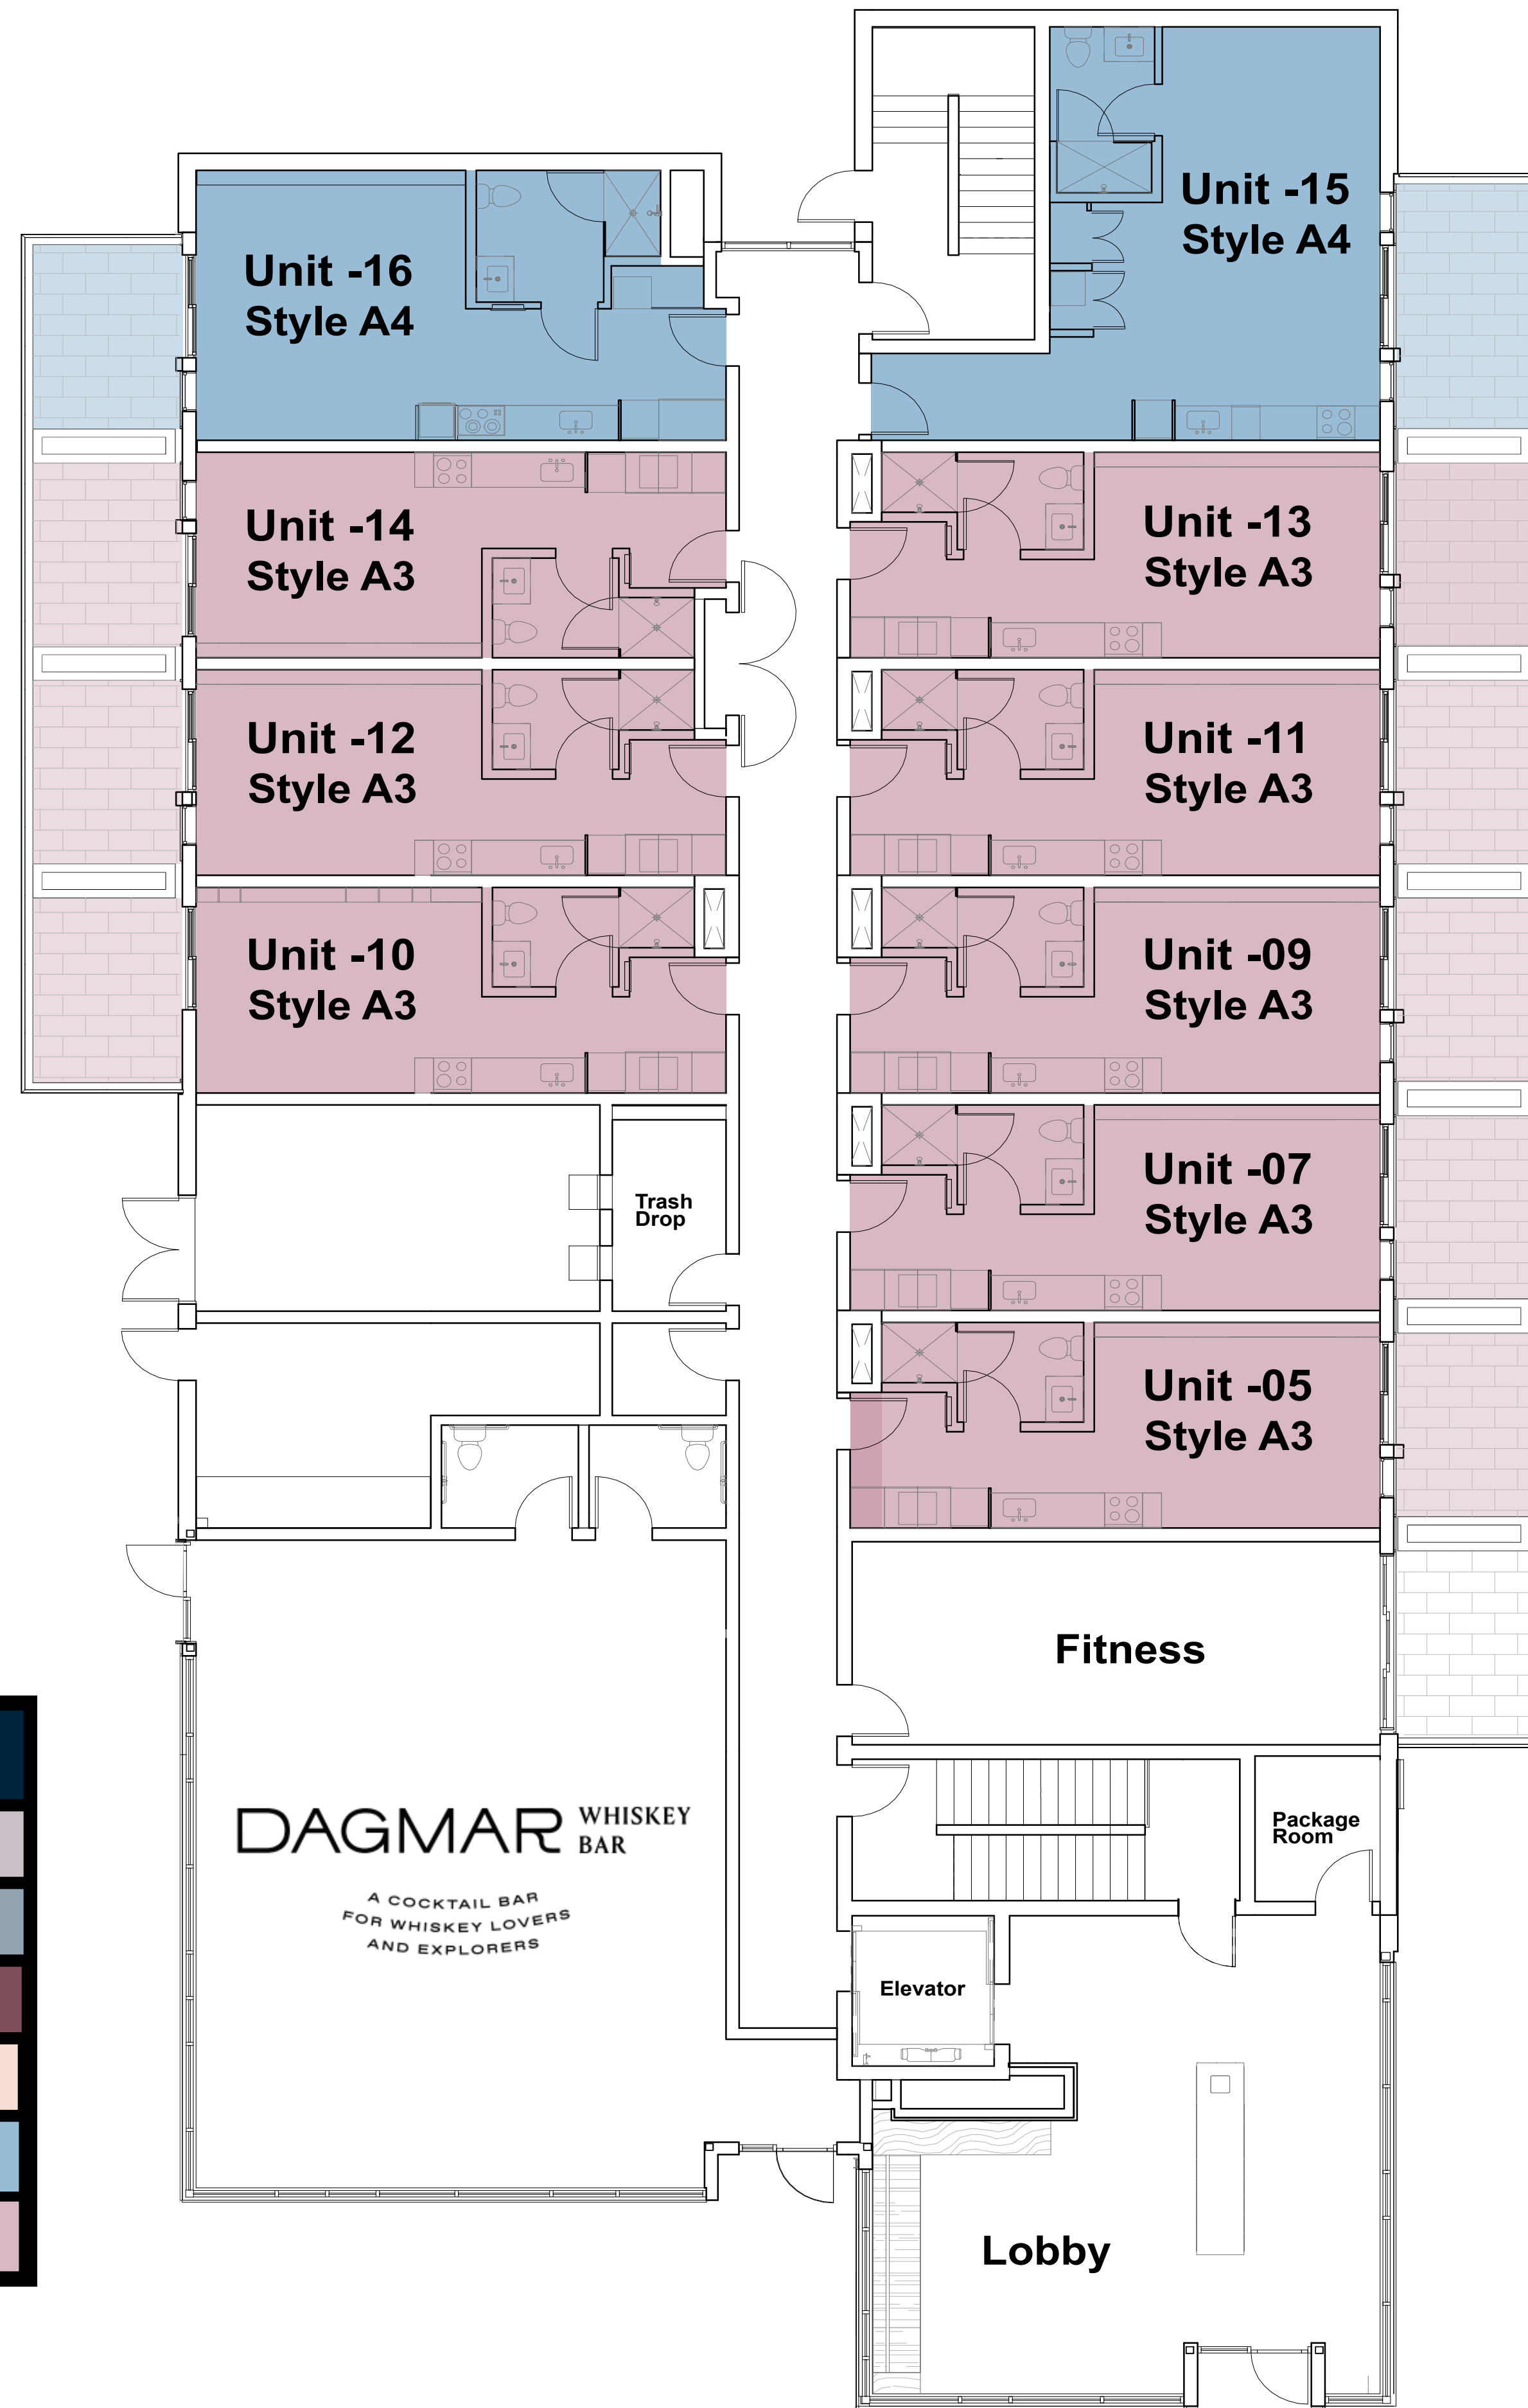 Unit -15
Style A4
Unit -16
Style A4
Unit -14
Style A3
Unit -13
Style A3
Unit -12
Style A3
Unit -11
Style A3
Unit -10
Style A3
Unit -09
Style A3
Trash
Drop
Unit -07
Style A3
Unit -05
Style A3
Fitness
DAGMAR WHISKEY
BAR
A COCKTAIL BAR
FOR WHISKEY LOVERS
AND EXPLORERS
Package
Room
Elevator
Lobby